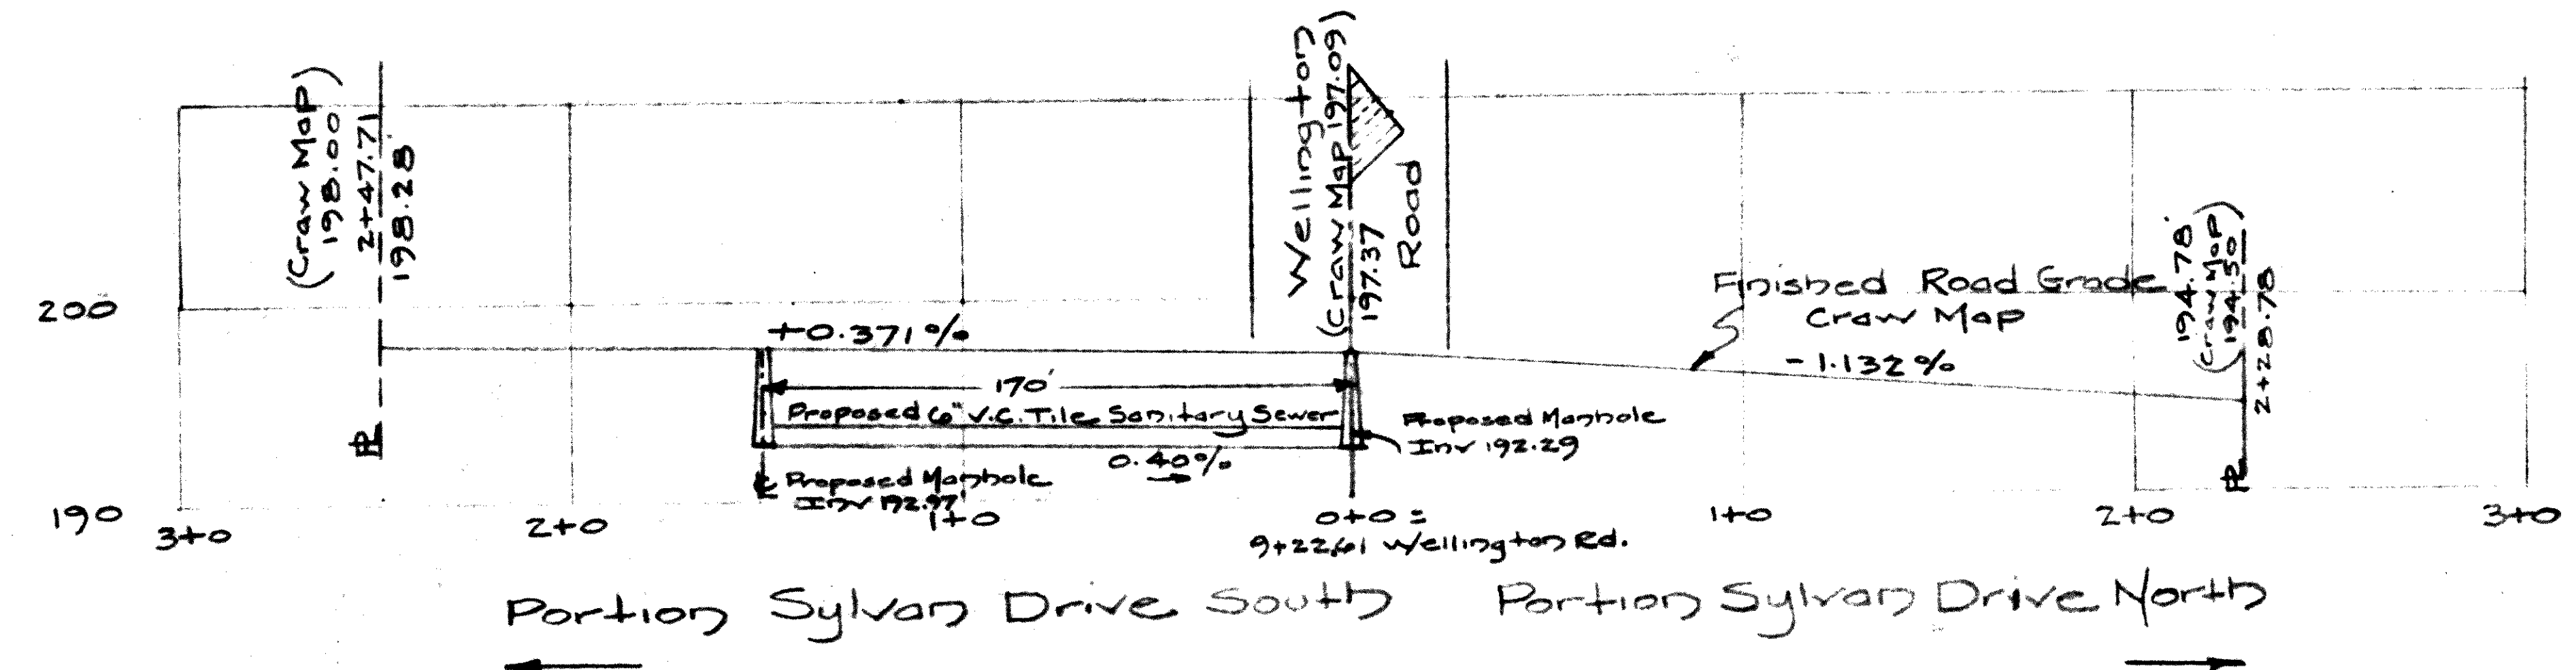 (Craw Map)
198.00
2+47.71
198.28
Wellington
(Craw Map 197.09)
197.37
Road
200
+0.371%
170'
Proposed 6" V.C. Tile Sanitary Sewer
0.40%
Proposed Manhole
Inv 192.97
Proposed Manhole
Inv 192.29
Finished Road Grade
Craw Map
-1.132%
194.78'
(Craw Map)
194.50
2+28.78
PL
PL
190
3+0
2+0
1+0
0+0 =
9+22.61 Wellington Rd.
1+0
2+0
3+0
Portion Sylvan Drive South
Portion Sylvan Drive North